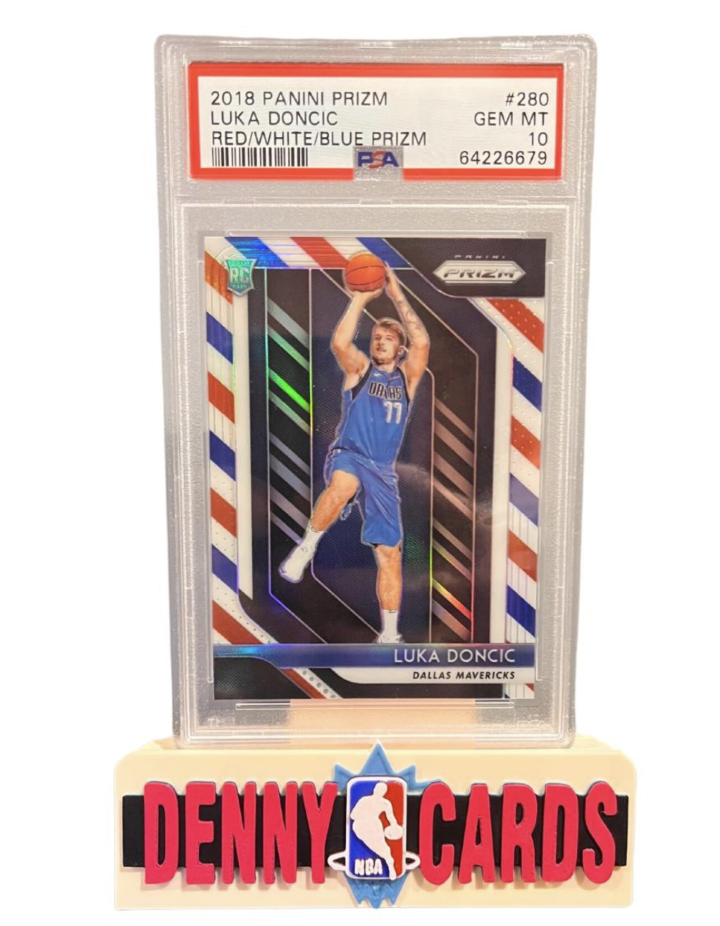 2018 PANINI PRIZM #280
LUKA DONCIC GEM MT
RED/WHITE/BLUE PRIZM 10
PSA 64226679
RC
PANINI
PRIZM
DALLAS
77
LUKA DONCIC
DALLAS MAVERICKS
DENNY CARDS
NBA